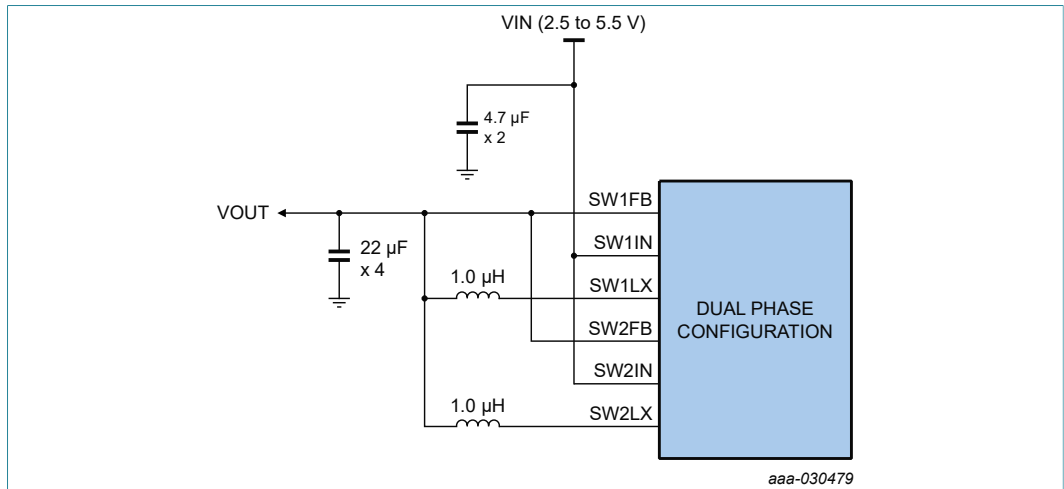 VIN (2.5 to 5.5 V)
4.7 µF
x 2
SW1FB
VOUT
SW1IN
22 µF
x 4
1.0 µH
SW1LX
DUAL PHASE
CONFIGURATION
SW2FB
SW2IN
1.0 µH
SW2LX
aaa-030479